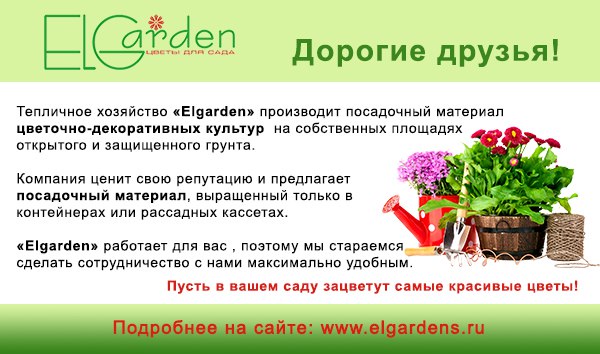 ELGarden
ЦВЕТЫ ДЛЯ САДА
Дорогие друзья!
Тепличное хозяйство «Elgarden» производит посадочный материал
цветочно-декоративных культур на собственных площадях
открытого и защищенного грунта.
Компания ценит свою репутацию и предлагает
посадочный материал, выращенный только в
контейнерах или рассадных кассетах.
«Elgarden» работает для вас , поэтому мы стараемся
сделать сотрудничество с нами максимально удобным.
Пусть в вашем саду зацветут самые красивые цветы!
Подробнее на сайте: www.elgardens.ru